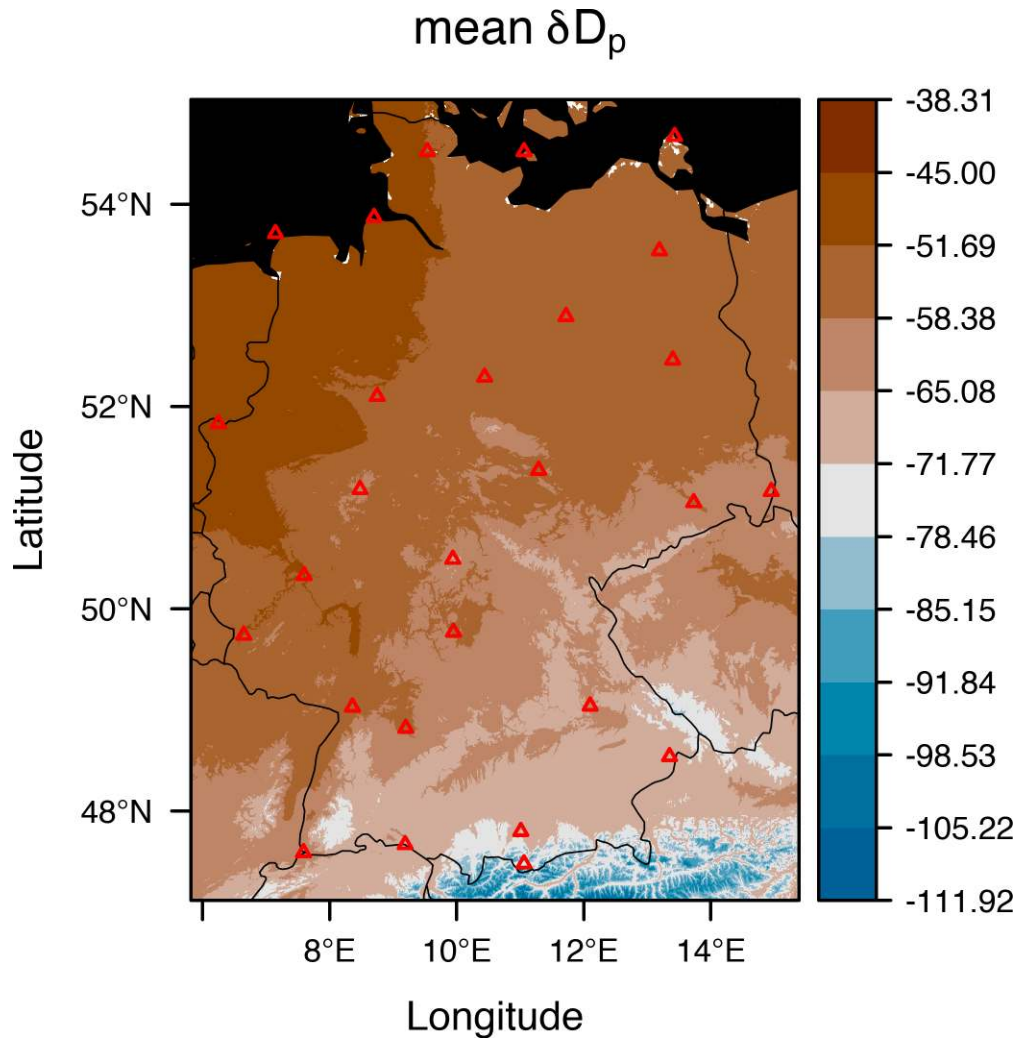 mean δDₚ
54°N
52°N
50°N
48°N
Latitude
8°E
10°E
12°E
14°E
Longitude
-38.31
-45.00
-51.69
-58.38
-65.08
-71.77
-78.46
-85.15
-91.84
-98.53
-105.22
-111.92